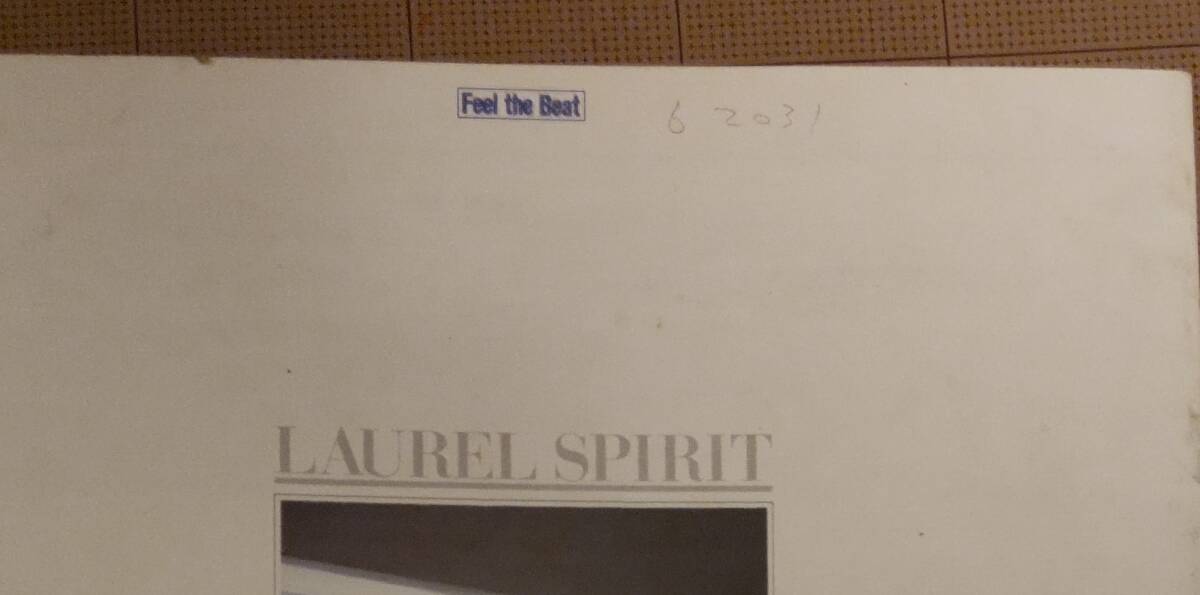 Feel the Beat
6 2031
LAUREL SPIRIT